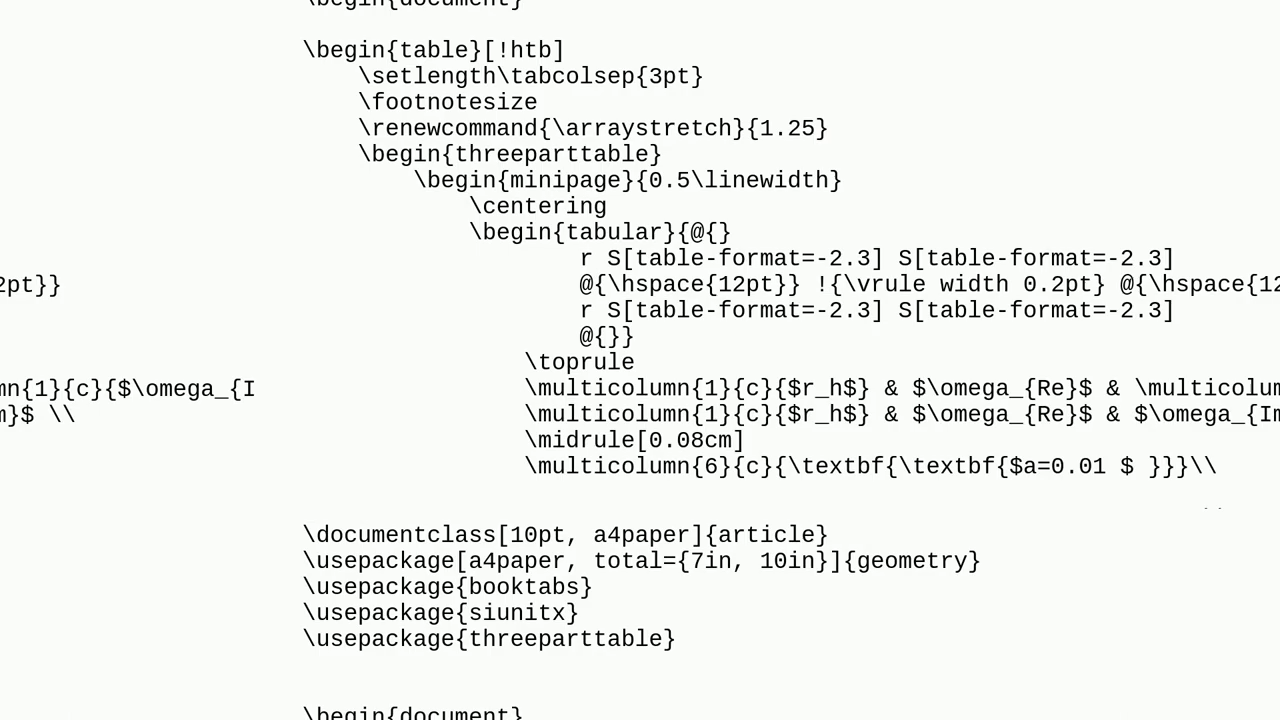 \begin{document}
\begin{table}[!htb]
\setlength\tabcolsep{3pt}
\footnotesize
\renewcommand{\arraystretch}{1.25}
\begin{threeparttable}
\begin{minipage}{0.5\linewidth}
\centering
\begin{tabular}{@{}
r S[table-format=-2.3] S[table-format=-2.3]
2pt}} @{\hspace{12pt}} !{\vrule width 0.2pt} @{\hspace{12
r S[table-format=-2.3] S[table-format=-2.3]
@{}}
\toprule
mn{1}{c}{$\omega_{I \multicolumn{1}{c}{$r_h$} & $\omega_{Re}$ & \multicolum
m}$ \\ \multicolumn{1}{c}{$r_h$} & $\omega_{Re}$ & $\omega_{Im
\midrule[0.08cm]
\multicolumn{6}{c}{\textbf{\textbf{$a=0.01 $ }}}\\
\documentclass[10pt, a4paper]{article}
\usepackage[a4paper, total={7in, 10in}]{geometry}
\usepackage{booktabs}
\usepackage{siunitx}
\usepackage{threeparttable}
\begin{document}